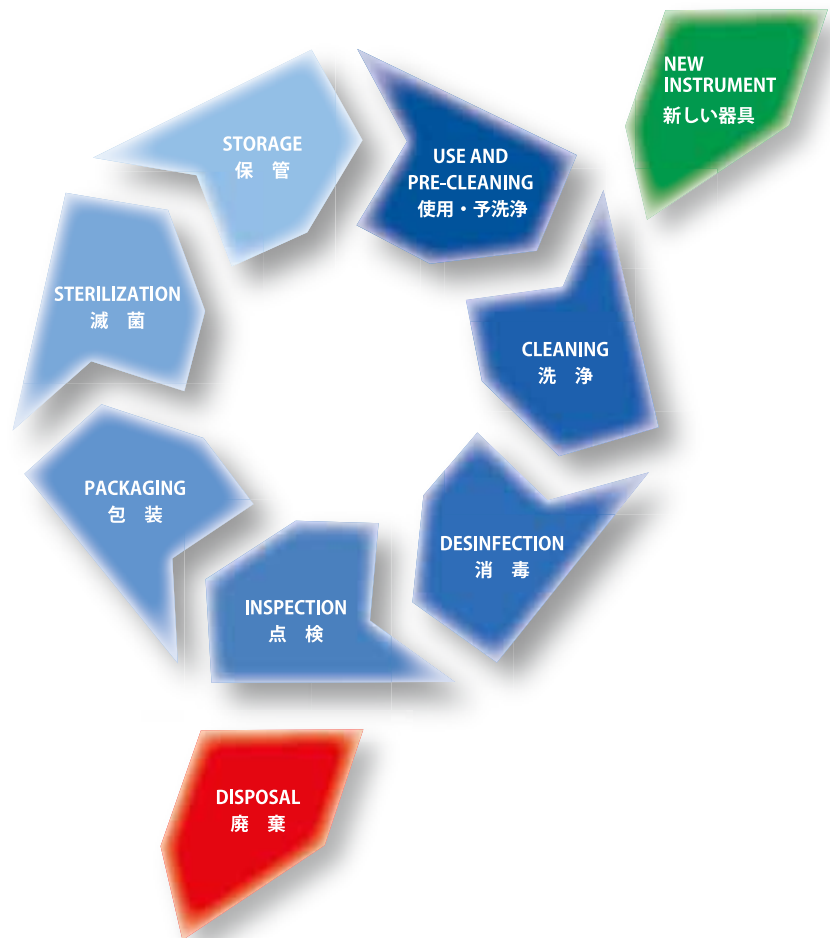 NEW
INSTRUMENT
新しい器具
USE AND
PRE-CLEANING
使用・予洗浄
CLEANING
洗 浄
DESINFECTION
消 毒
INSPECTION
点 検
PACKAGING
包 装
STERILIZATION
滅 菌
STORAGE
保 管
DISPOSAL
廃 棄